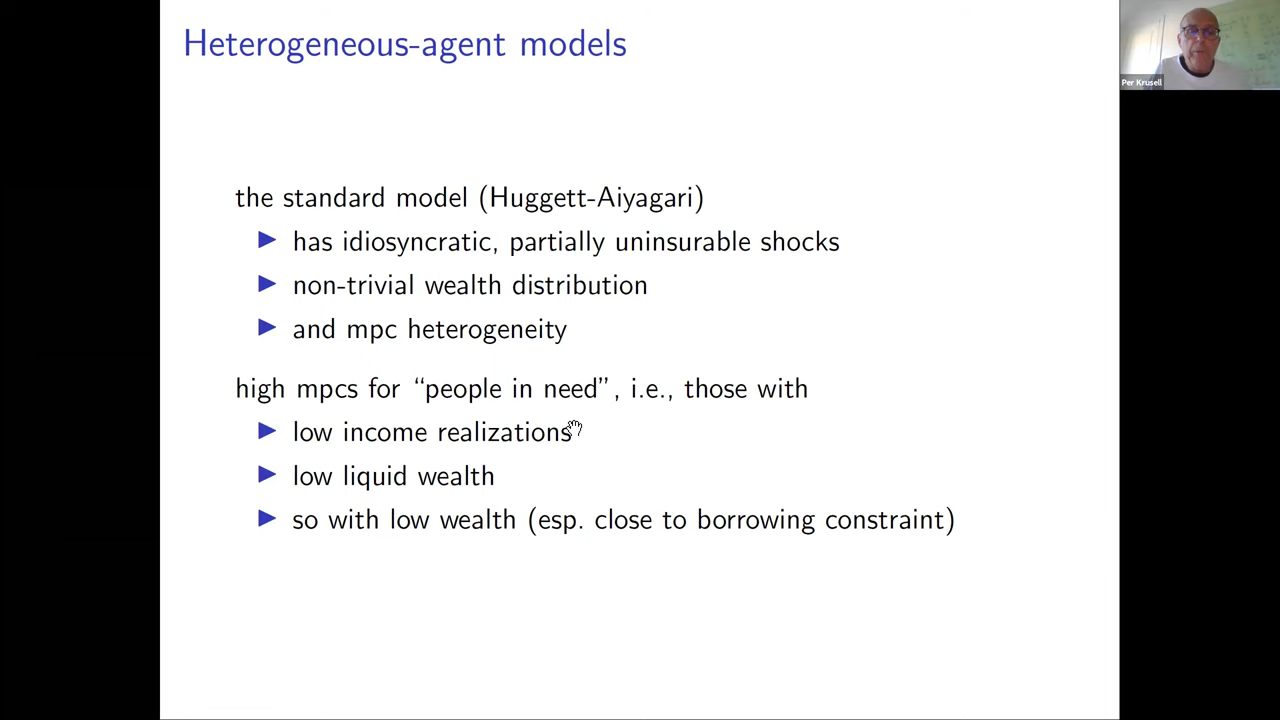 Heterogeneous-agent models
Per Krusell
the standard model (Huggett-Aiyagari)
has idiosyncratic, partially uninsurable shocks
non-trivial wealth distribution
and mpc heterogeneity
high mpcs for “people in need”, i.e., those with
low income realizations
low liquid wealth
so with low wealth (esp. close to borrowing constraint)